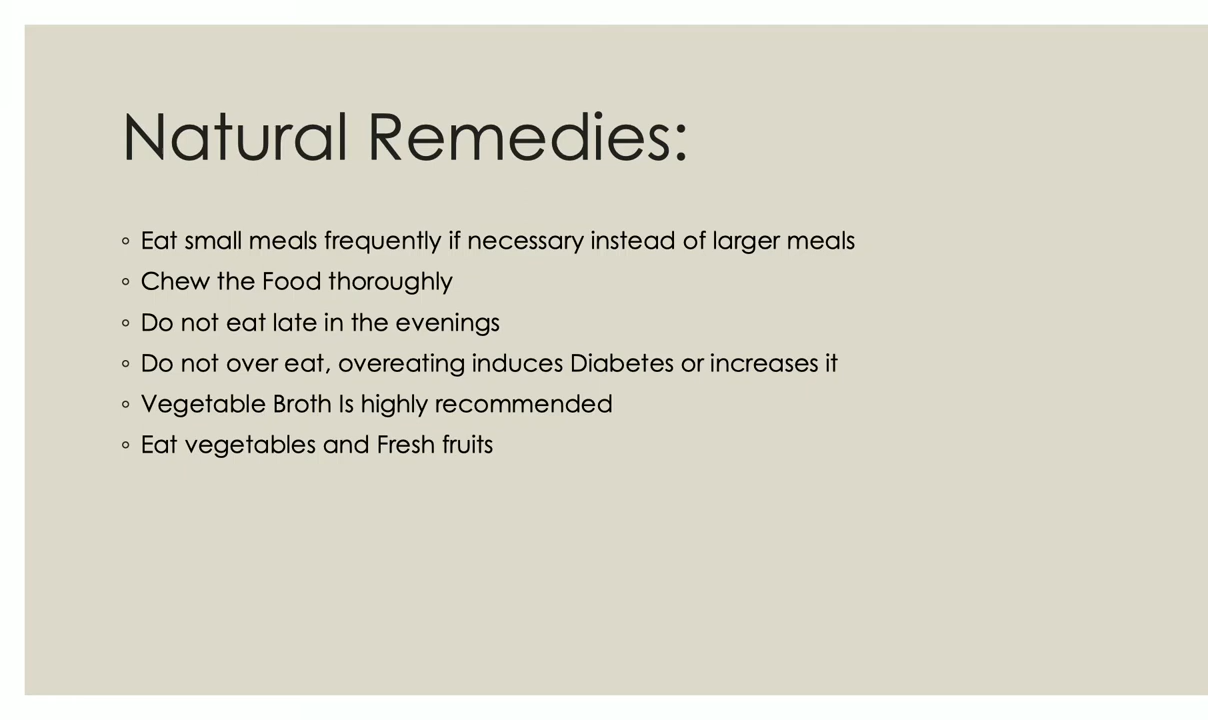 Natural Remedies:
◦ Eat small meals frequently if necessary instead of larger meals
◦ Chew the Food thoroughly
◦ Do not eat late in the evenings
◦ Do not over eat, overeating induces Diabetes or increases it
◦ Vegetable Broth Is highly recommended
◦ Eat vegetables and Fresh fruits